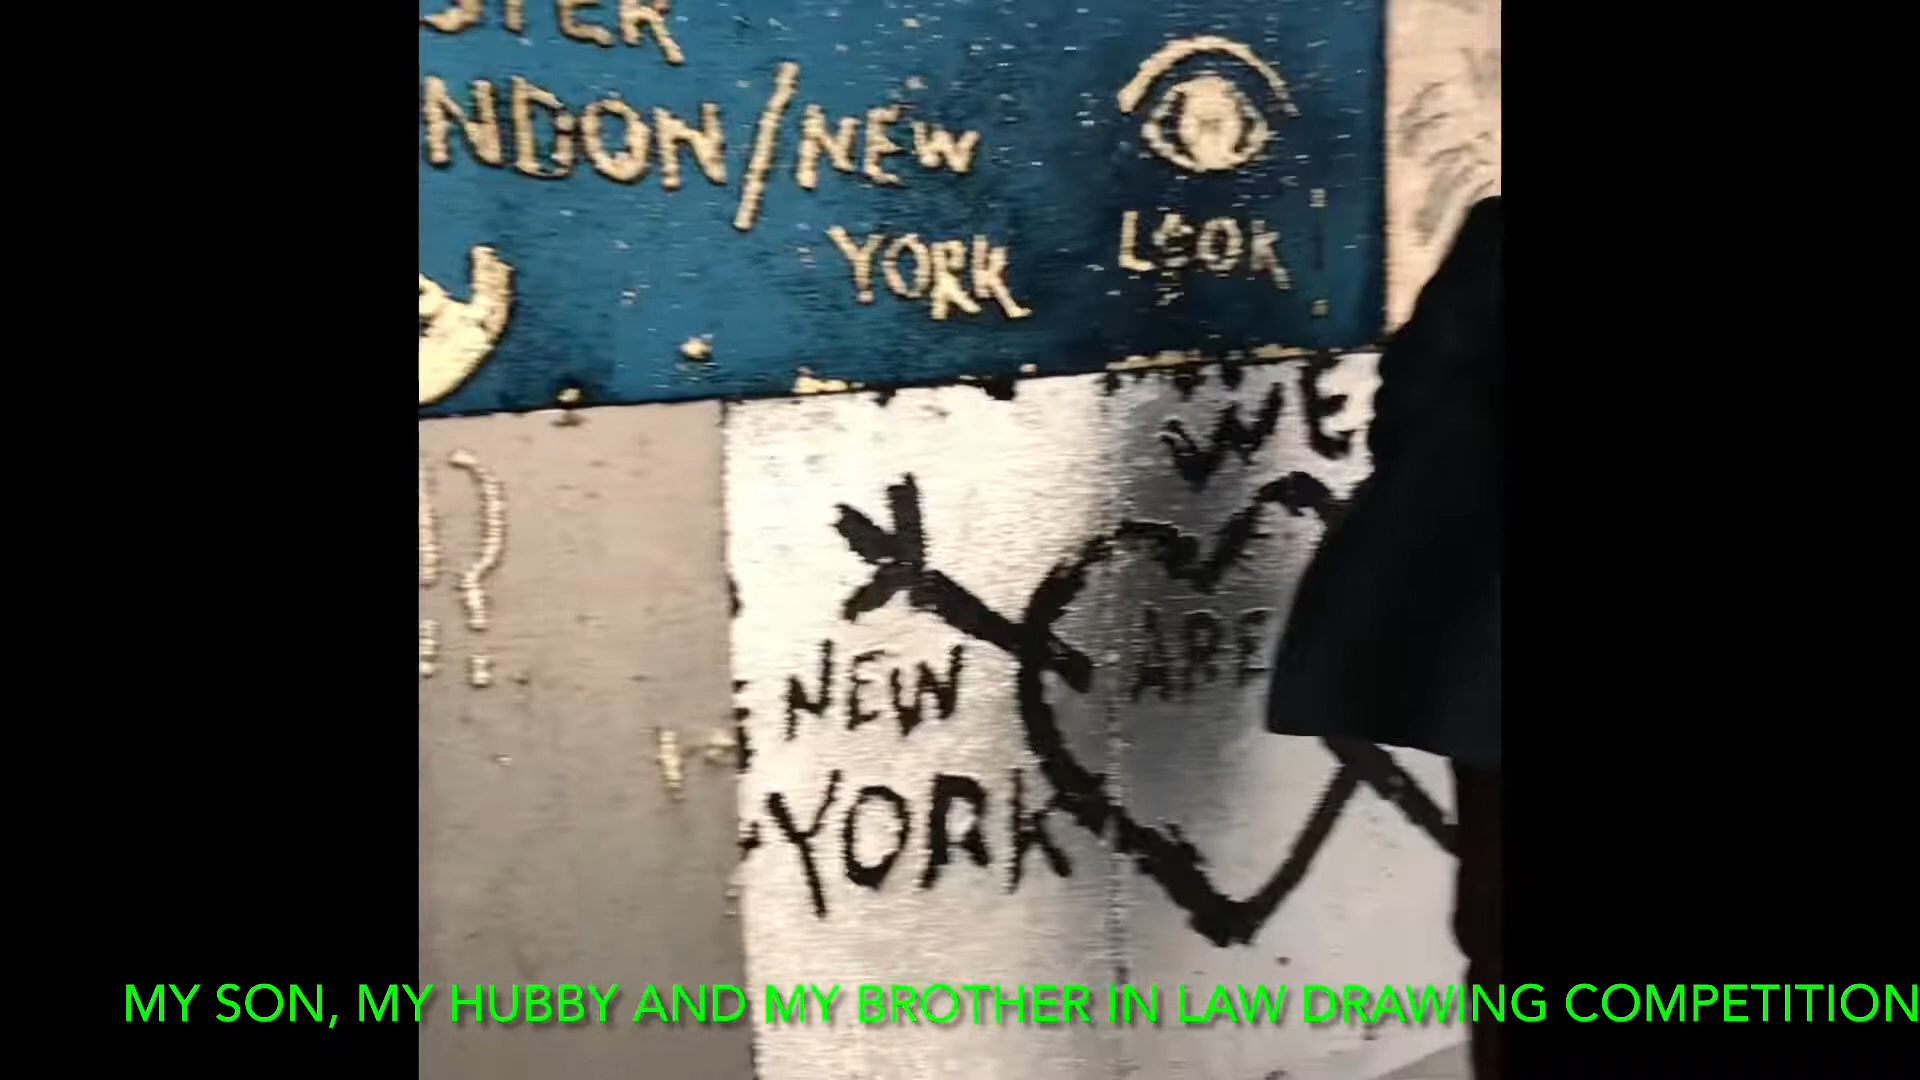 STER
NDON/NEW
YORK
LOOK
!?
WE
ARE
NEW
YORK
MY SON, MY HUBBY AND MY BROTHER IN LAW DRAWING COMPETITION